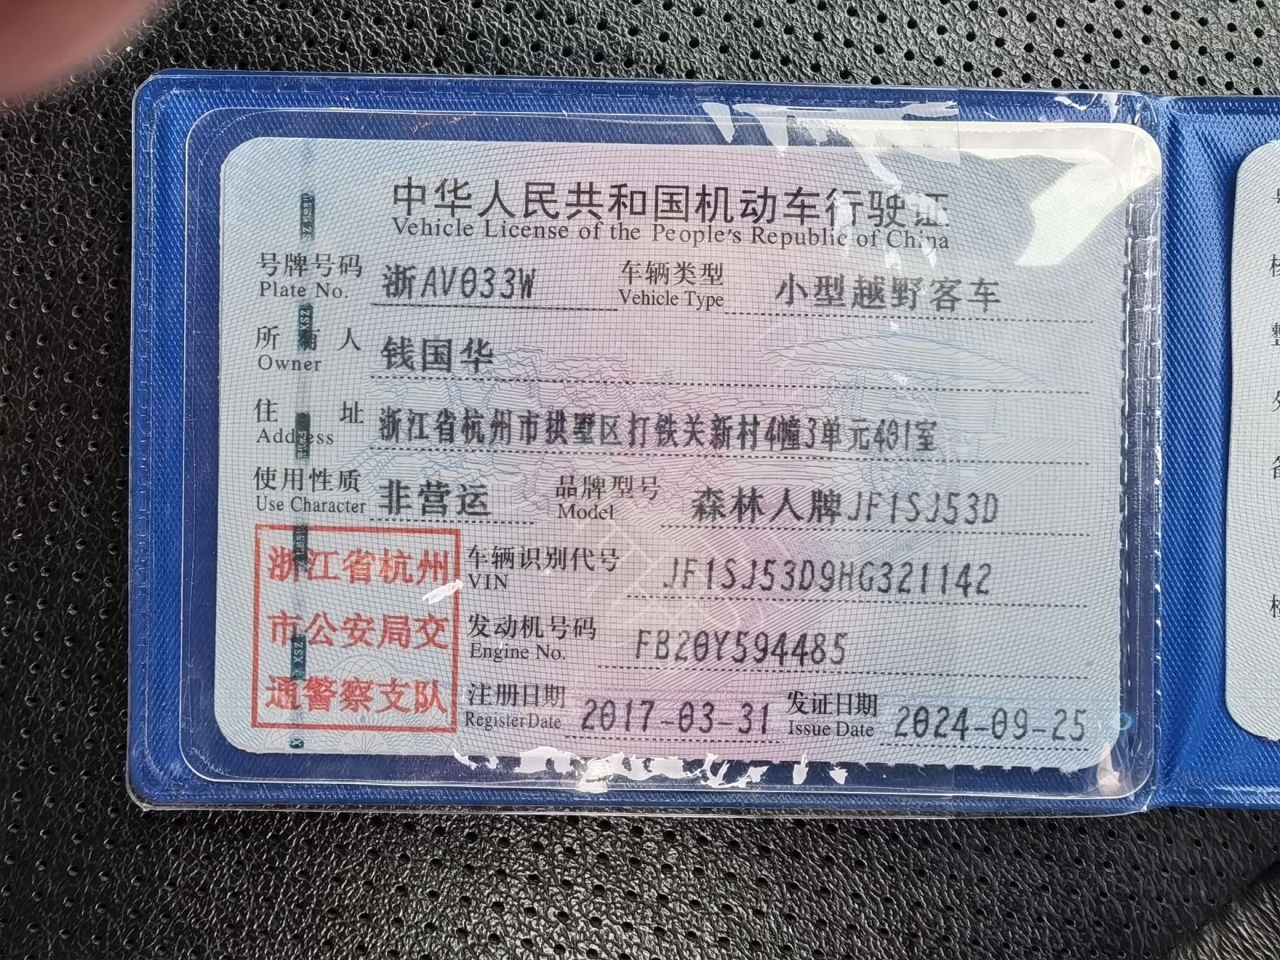 中华人民共和国机动车行驶证
Vehicle License of the People's Republic of China
号牌号码 浙AV033W 车辆类型 小型越野客车
Plate No. Vehicle Type
所有人 钱国华
Owner
住址 浙江省杭州市拱墅区打铁关新村4幢3单元401室
Address
使用性质 非营运 品牌型号 森林人牌JF1SJ53D
Use Character Model
浙江省杭州
市公安局交
通警察支队
车辆识别代号 JF1SJ53D9HG321142
VIN
发动机号码 FB20Y594485
Engine No.
注册日期 2017-03-31 发证日期 2024-09-25
Register Date Issue Date